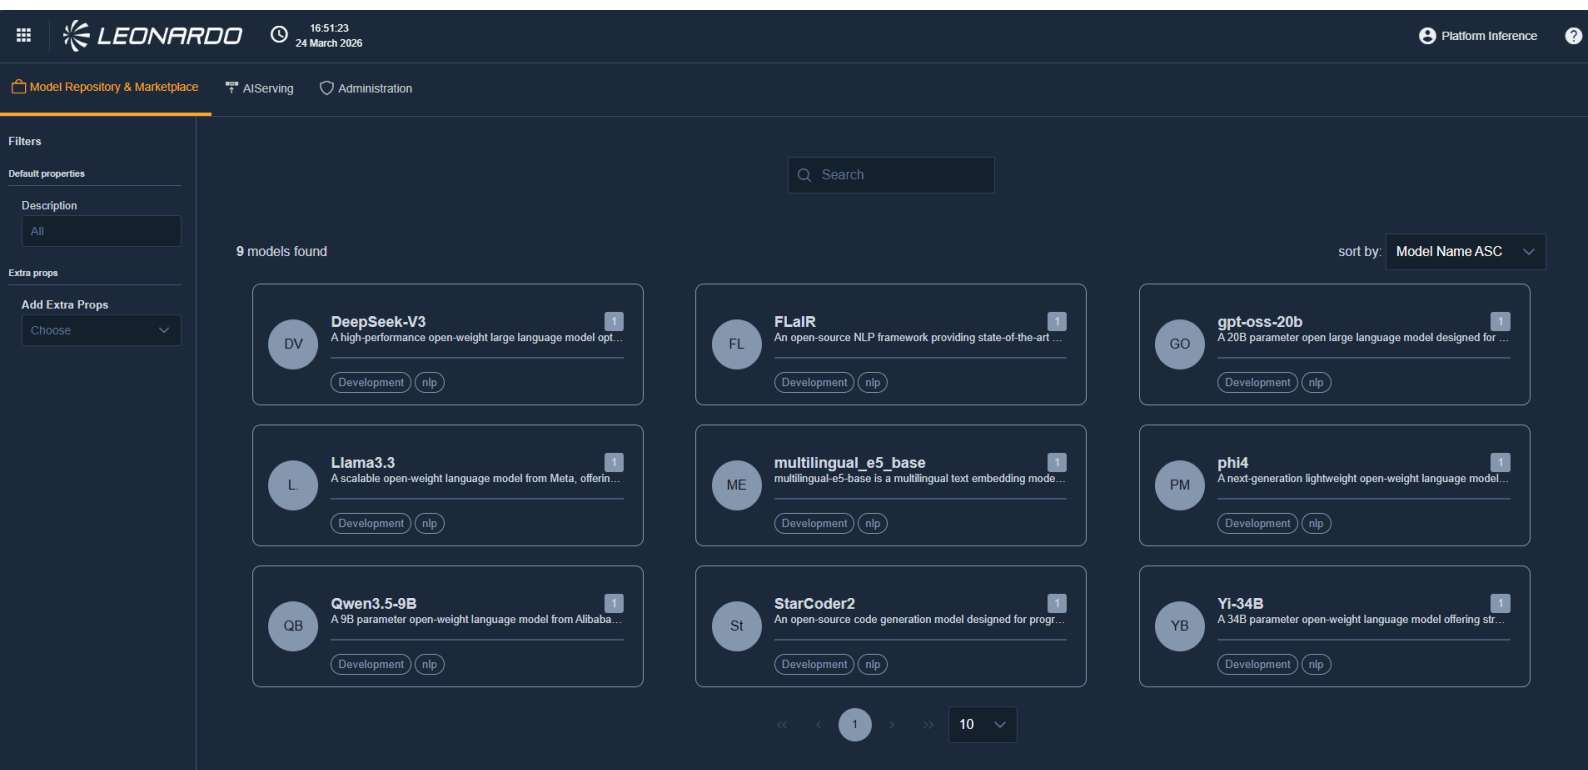 LEONARDO
16:51:23
24 March 2026
Platform Inference
?
Model Repository & Marketplace
AIServing
Administration
Filters
Default properties
Description
All
Extra props
Add Extra Props
Choose
Search
9 models found
sort by: Model Name ASC
DV
DeepSeek-V3
1
A high-performance open-weight large language model opt...
Development
nlp
FL
FLaIR
1
An open-source NLP framework providing state-of-the-art ...
Development
nlp
GO
gpt-oss-20b
1
A 20B parameter open large language model designed for ...
Development
nlp
L.
Llama3.3
1
A scalable open-weight language model from Meta, offerin...
Development
nlp
ME
multilingual_e5_base
1
multilingual-e5-base is a multilingual text embedding mode...
Development
nlp
PM
phi4
1
A next-generation lightweight open-weight language model...
Development
nlp
QB
Qwen3.5-9B
1
A 9B parameter open-weight language model from Alibaba...
Development
nlp
St
StarCoder2
1
An open-source code generation model designed for progr...
Development
nlp
YB
Yi-34B
1
A 34B parameter open-weight language model offering str...
Development
nlp
<< < 1 > >> 10